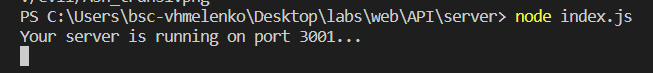 PS C:\Users\bsc-vhmelenko\Desktop\labs\web\API\server> node index.js
Your server is running on port 3001...